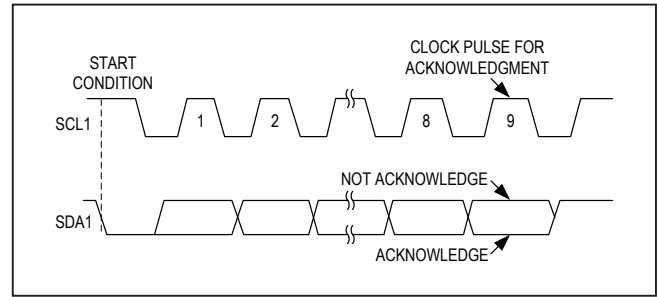 START
CONDITION
CLOCK PULSE FOR
ACKNOWLEDGMENT
SCL1
1
2
8
9
NOT ACKNOWLEDGE
SDA1
ACKNOWLEDGE